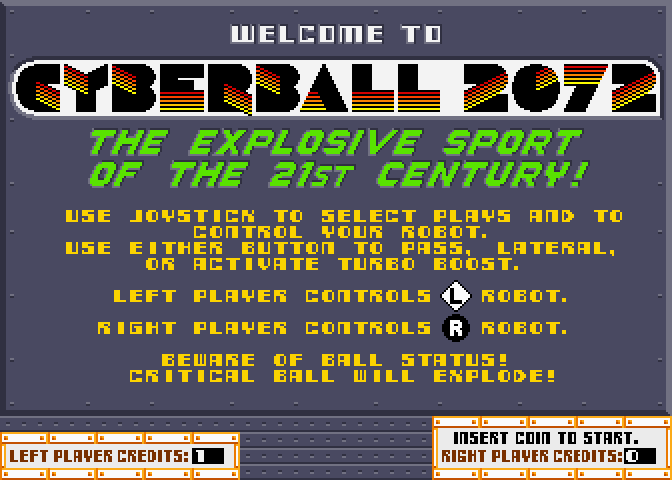 WELCOME TO
CYBERBALL 2072
THE EXPLOSIVE SPORT
OF THE 21ST CENTURY!
USE JOYSTICK TO SELECT PLAYS AND TO
CONTROL YOUR ROBOT.
USE EITHER BUTTON TO PASS, LATERAL,
OR ACTIVATE TURBO BOOST.
LEFT PLAYER CONTROLS L ROBOT.
RIGHT PLAYER CONTROLS R ROBOT.
BEWARE OF BALL STATUS!
CRITICAL BALL WILL EXPLODE!
INSERT COIN TO START.
LEFT PLAYER CREDITS: 1
RIGHT PLAYER CREDITS: 0